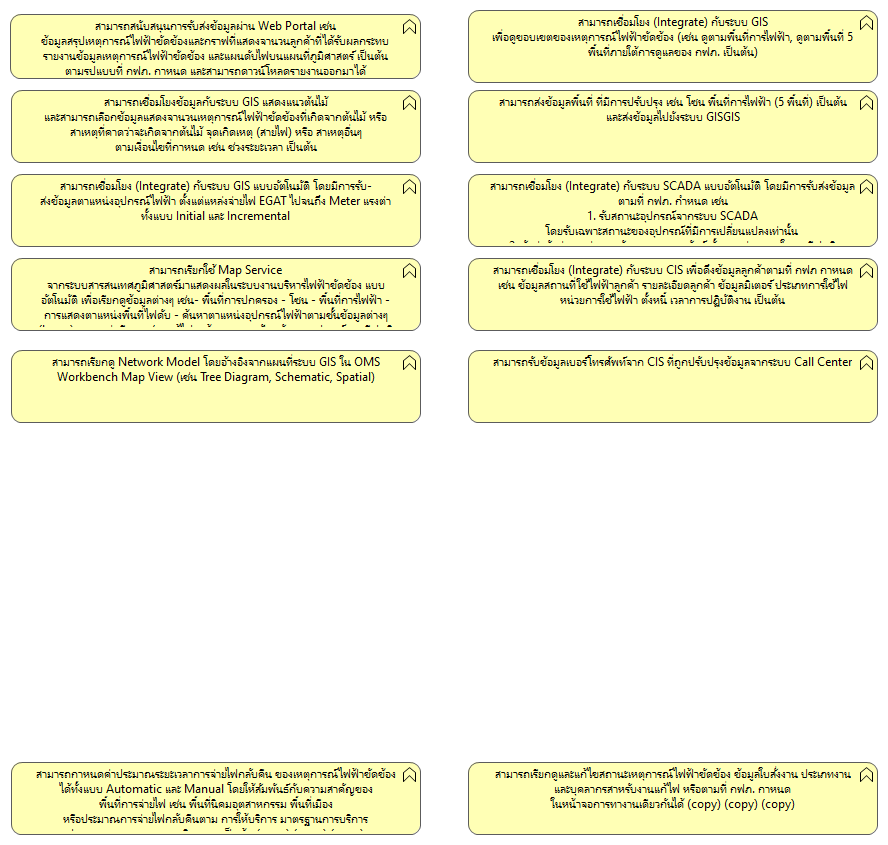 สามารถสนับสนุนการรับส่งข้อมูลผ่าน Web Portal เช่น
ข้อมูลสรุปเหตุการณ์ไฟฟ้าขัดข้องและกราฟที่แสดงจำนวนลูกค้าที่ได้รับผลกระทบ
รายงานข้อมูลเหตุการณ์ไฟฟ้าขัดข้อง และแผนดับไฟบนแผนที่ภูมิศาสตร์ เป็นต้น
ตามรูปแบบที่ กฟภ. กำหนด และสามารถดาวน์โหลดรายงานออกมาได้
สามารถเชื่อมโยง (Integrate) กับระบบ GIS
เพื่อดูขอบเขตของเหตุการณ์ไฟฟ้าขัดข้อง (เช่น ดูตามพื้นที่การไฟฟ้า, ดูตามพื้นที่ 5
พื้นที่ภายใต้การดูแลของ กฟภ. เป็นต้น)
สามารถเชื่อมโยงข้อมูลกับระบบ GIS แสดงแนวต้นไม้
และสามารถเลือกข้อมูลแสดงจำนวนเหตุการณ์ไฟฟ้าขัดข้องที่เกิดจากต้นไม้ หรือ
สาเหตุที่คาดว่าจะเกิดจากต้นไม้ จุดเกิดเหตุ (สายไฟ) หรือ สาเหตุอื่นๆ
ตามเงื่อนไขที่กำหนด เช่น ช่วงระยะเวลา เป็นต้น
สามารถส่งข้อมูลพื้นที่ ที่มีการปรับปรุง เช่น โซน พื้นที่การไฟฟ้า (5 พื้นที่) เป็นต้น
และส่งข้อมูลไปยังระบบ GISGIS
สามารถเชื่อมโยง (Integrate) กับระบบ GIS แบบอัตโนมัติ โดยมีการรับ-
ส่งข้อมูลตำแหน่งอุปกรณ์ไฟฟ้า ตั้งแต่แหล่งจ่ายไฟ EGAT ไปจนถึง Meter แรงต่ำ
ทั้งแบบ Initial และ Incremental
สามารถเชื่อมโยง (Integrate) กับระบบ SCADA แบบอัตโนมัติ โดยมีการรับส่งข้อมูล
ตามที่ กฟภ. กำหนด เช่น
1. รับสถานะอุปกรณ์จากระบบ SCADA
โดยรับเฉพาะสถานะของอุปกรณ์ที่มีการเปลี่ยนแปลงเท่านั้น
สามารถเรียกใช้ Map Service
จากระบบสารสนเทศภูมิศาสตร์มาแสดงผลในระบบงานบริหารไฟฟ้าขัดข้อง แบบ
อัตโนมัติ เพื่อเรียกดูข้อมูลต่างๆ เช่น- พื้นที่การปกครอง - โซน - พื้นที่การไฟฟ้า -
การแสดงตำแหน่งพื้นที่ไฟดับ - ค้นหาตำแหน่งอุปกรณ์ไฟฟ้าตามชั้นข้อมูลต่างๆ
สามารถเชื่อมโยง (Integrate) กับระบบ CIS เพื่อดึงข้อมูลลูกค้าตามที่ กฟภ กำหนด
เช่น ข้อมูลสถานที่ใช้ไฟฟ้าลูกค้า รายละเอียดลูกค้า ข้อมูลมิเตอร์ ประเภทการใช้ไฟ
หน่วยการใช้ไฟฟ้า ตั้งหนี้ เวลาการปฏิบัติงาน เป็นต้น
สามารถเรียกดู Network Model โดยอ้างอิงจากแผนที่ระบบ GIS ใน OMS
Workbench Map View (เช่น Tree Diagram, Schematic, Spatial)
สามารถรับข้อมูลเบอร์โทรศัพท์จาก CIS ที่ถูกปรับปรุงข้อมูลจากระบบ Call Center
สามารถกำหนดค่าประมาณระยะเวลาการจ่ายไฟกลับคืน ของเหตุการณ์ไฟฟ้าขัดข้อง
ได้ทั้งแบบ Automatic และ Manual โดยให้สัมพันธ์กับความสำคัญของ
พื้นที่การจ่ายไฟ เช่น พื้นที่นิคมอุตสาหกรรม พื้นที่เมือง
หรือประมาณการจ่ายไฟกลับคืนตาม การให้บริการ มาตรฐานการบริการ
สามารถเรียกดูและแก้ไขสถานะเหตุการณ์ไฟฟ้าขัดข้อง ข้อมูลใบสั่งงาน ประเภทงาน
และบุคลากรสำหรับงานแก้ไฟ หรือตามที่ กฟภ. กำหนด
ในหน้าจอการทำงานเดียวกันได้ (copy) (copy) (copy)